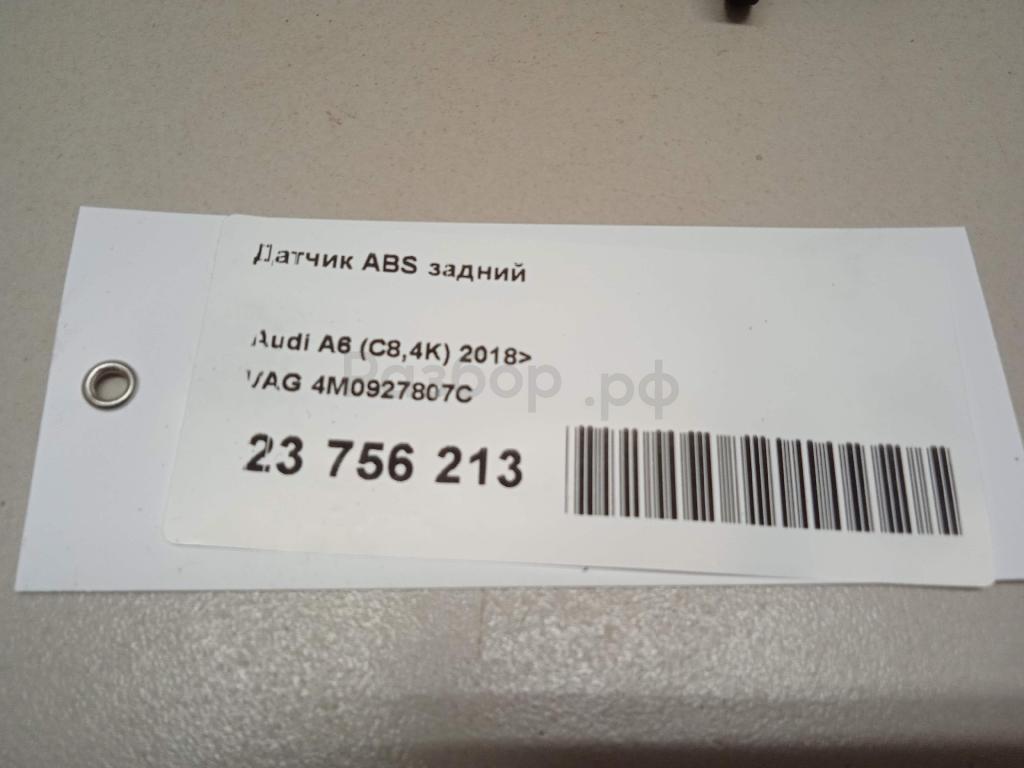 Датчик ABS задний
Audi A6 (C8,4K) 2018>
VAG 4M0927807C
Разбор.рф
23 756 213